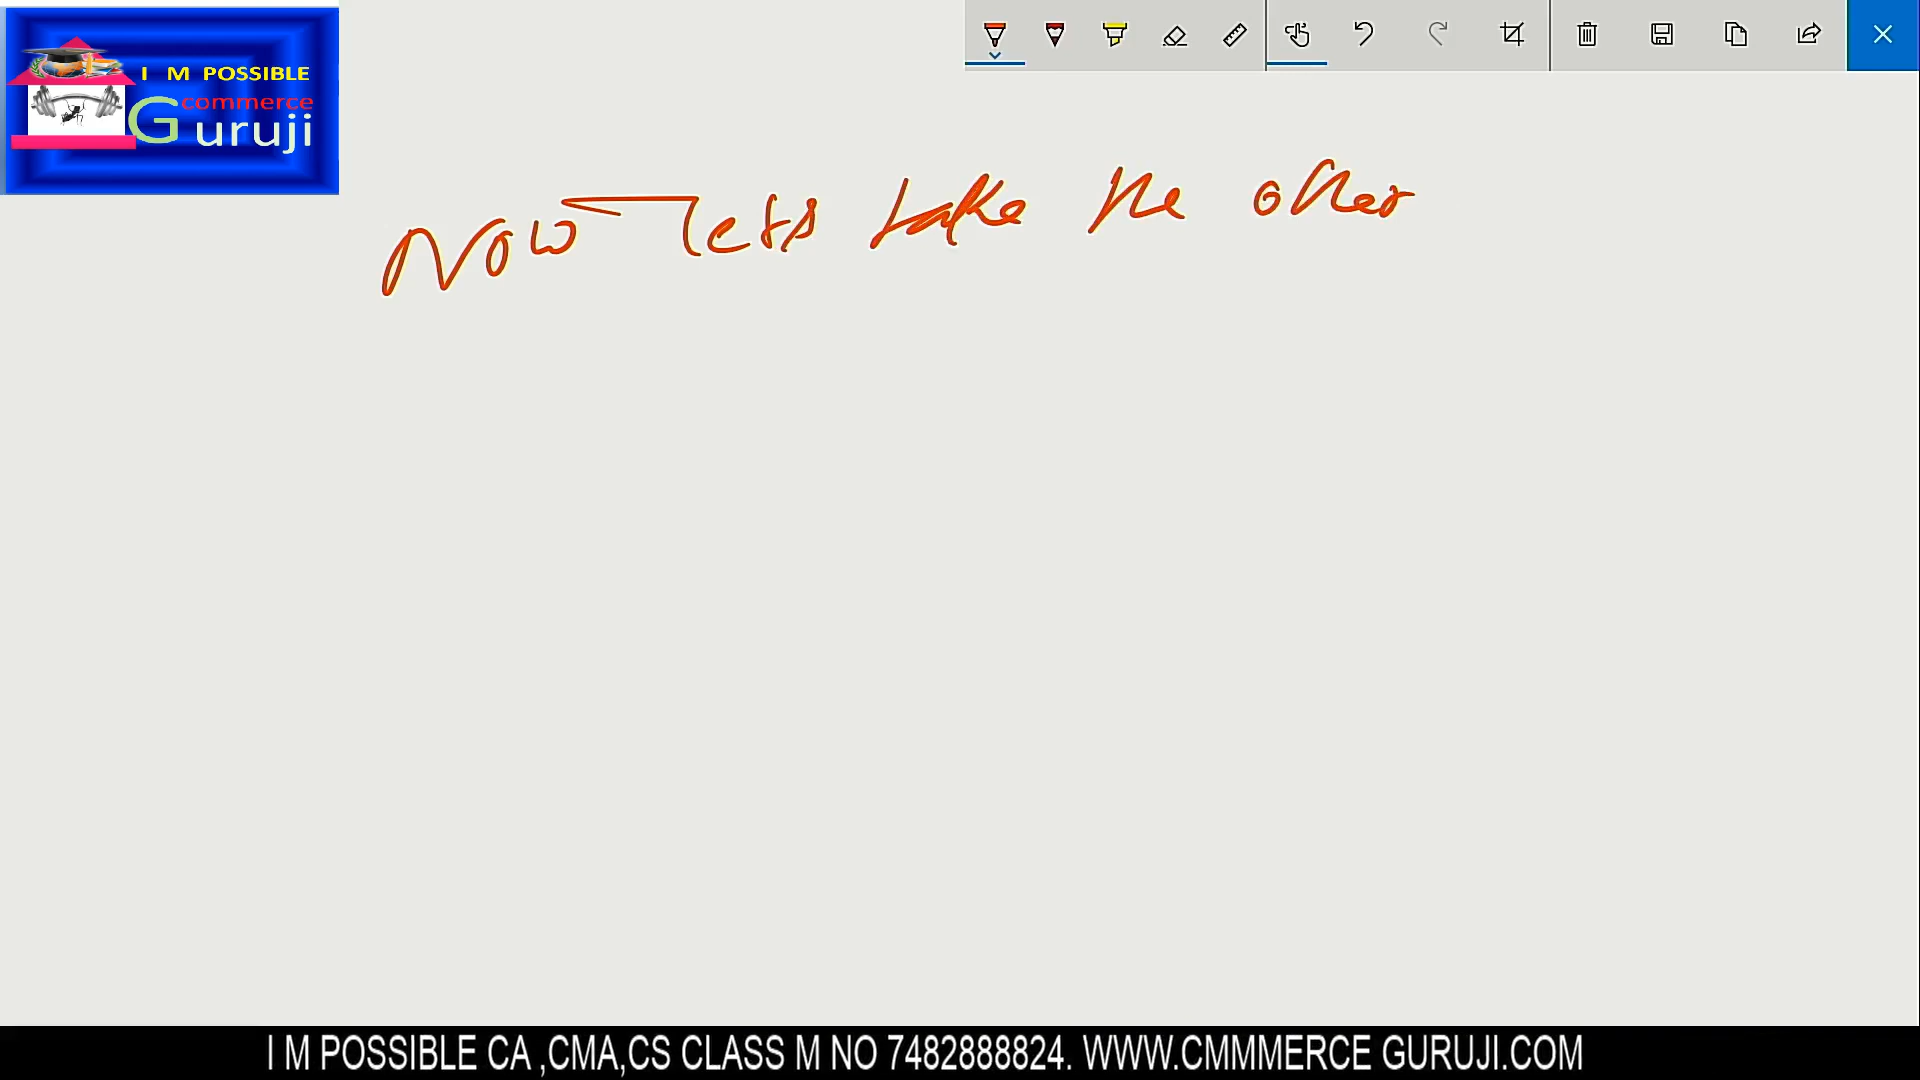 I M POSSIBLE
commerce
Guruji
Now lets take the other
I M POSSIBLE CA ,CMA,CS CLASS M NO 7482888824. WWW.CMMMERCE GURUJI.COM